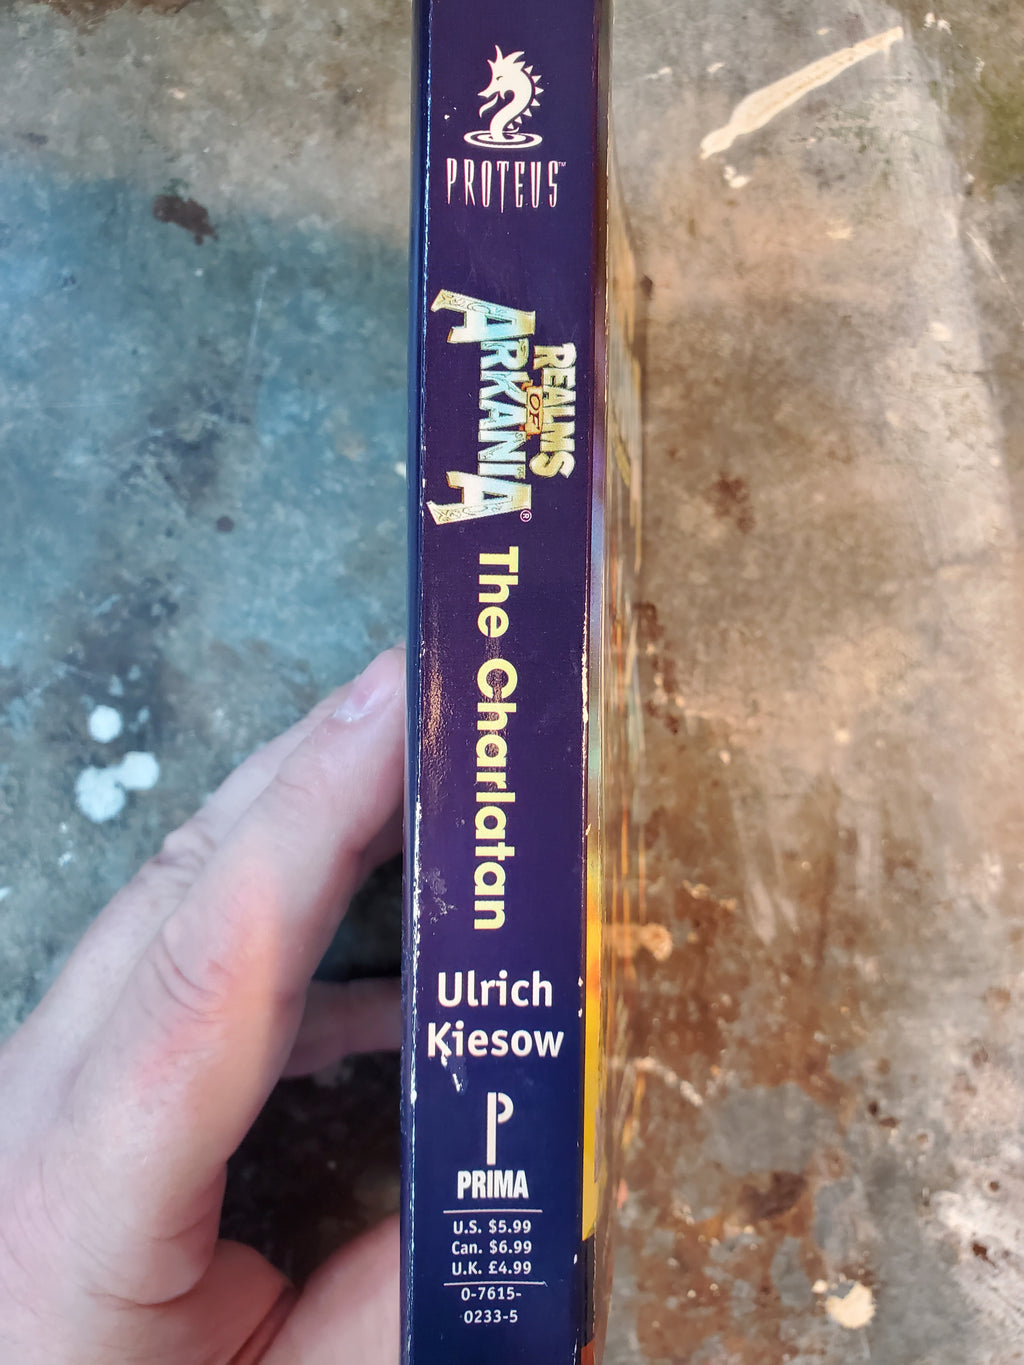 PROTEUS™
REALMS
OF
ARKANIA®
The Charlatan
Ulrich
Kiesow
P
PRIMA
U.S. $5.99
Can. $6.99
U.K. £4.99
0-7615-
0233-5